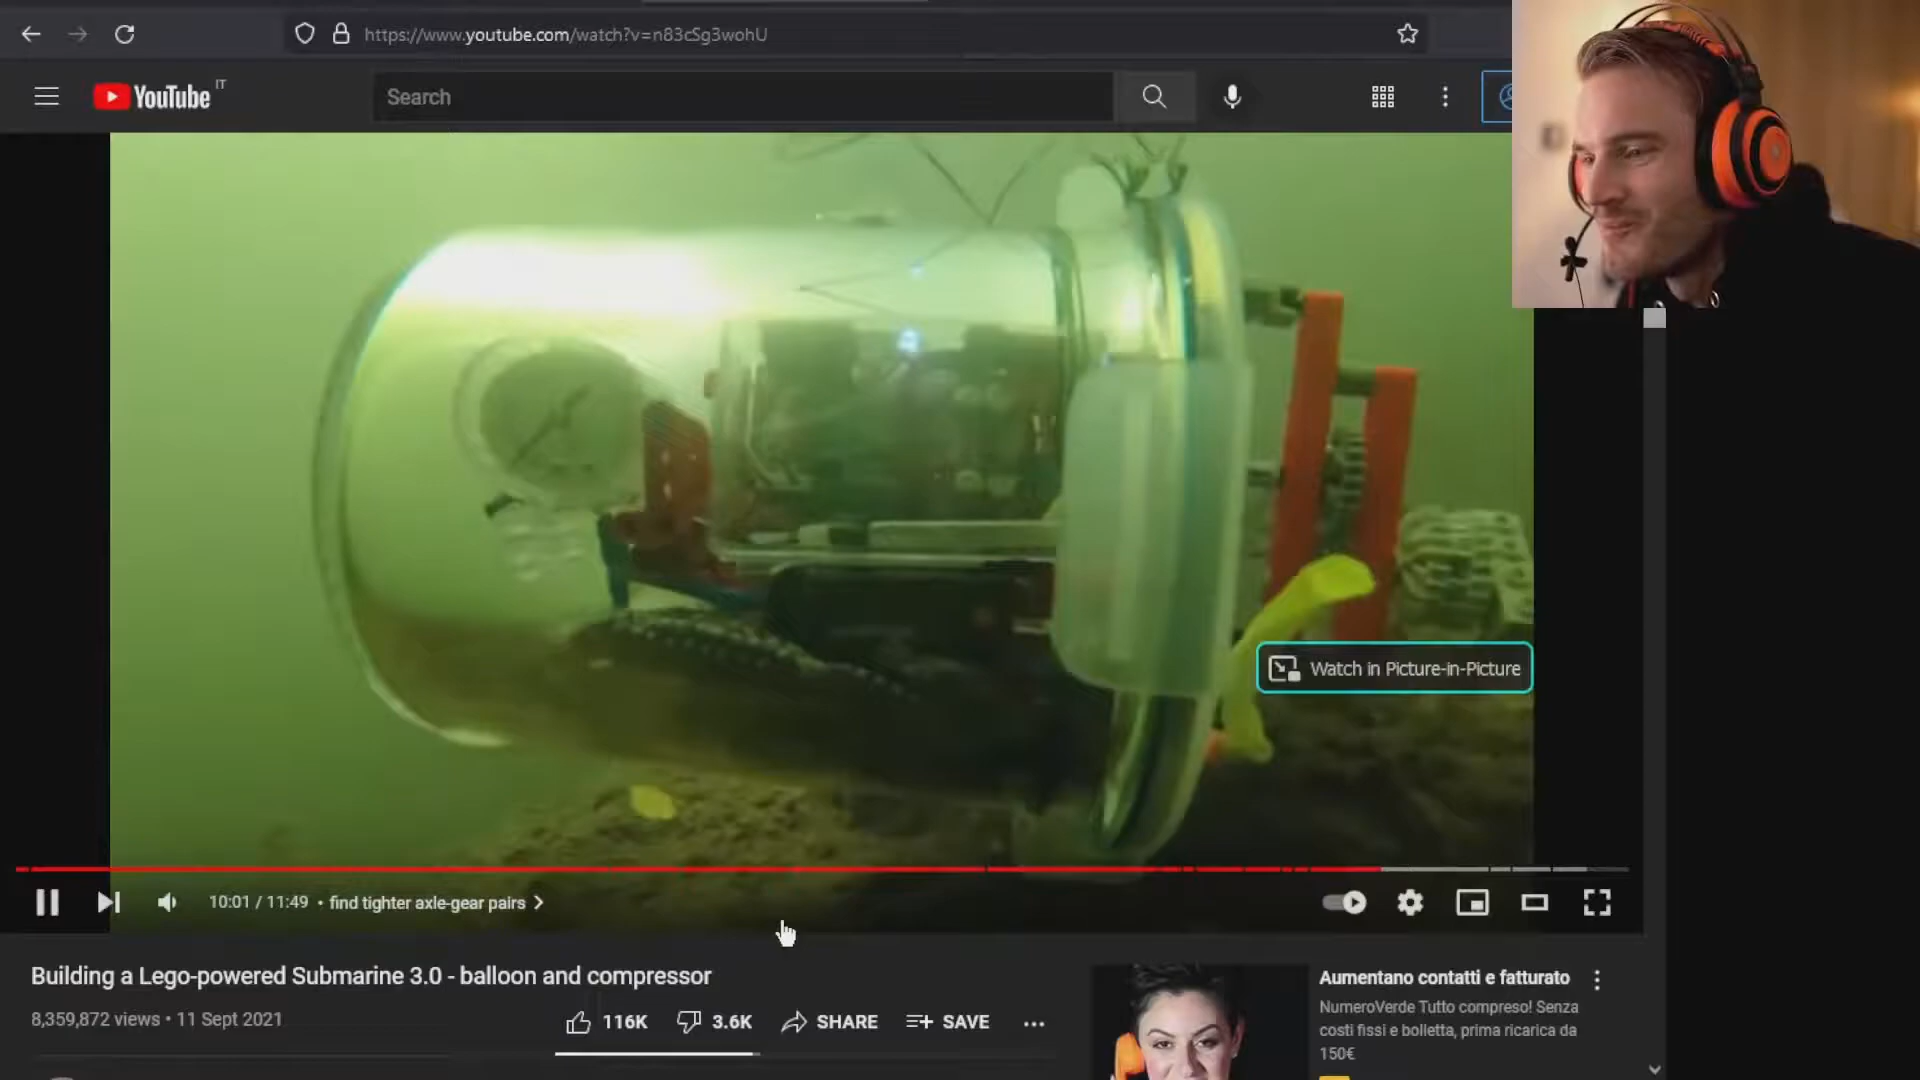 https://www.youtube.com/watch?v=n83cSg3wohU
YouTube IT
Search
Watch in Picture-in-Picture
10:01 / 11:49 • find tighter axle-gear pairs
Building a Lego-powered Submarine 3.0 - balloon and compressor
8,359,872 views • 11 Sept 2021
116K
3.6K
SHARE
SAVE
Aumentano contatti e fatturato
NumeroVerde Tutto compreso! Senza
costi fissi e bolletta, prima ricarica da
150€